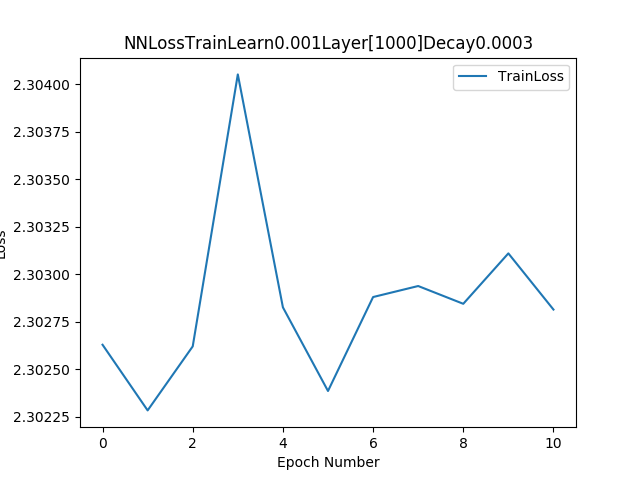 NNLossTrainLearn0.001Layer[1000]Decay0.0003
TrainLoss
2.30400
2.30375
2.30350
2.30325
2.30300
2.30275
2.30250
2.30225
Loss
0 2 4 6 8 10
Epoch Number